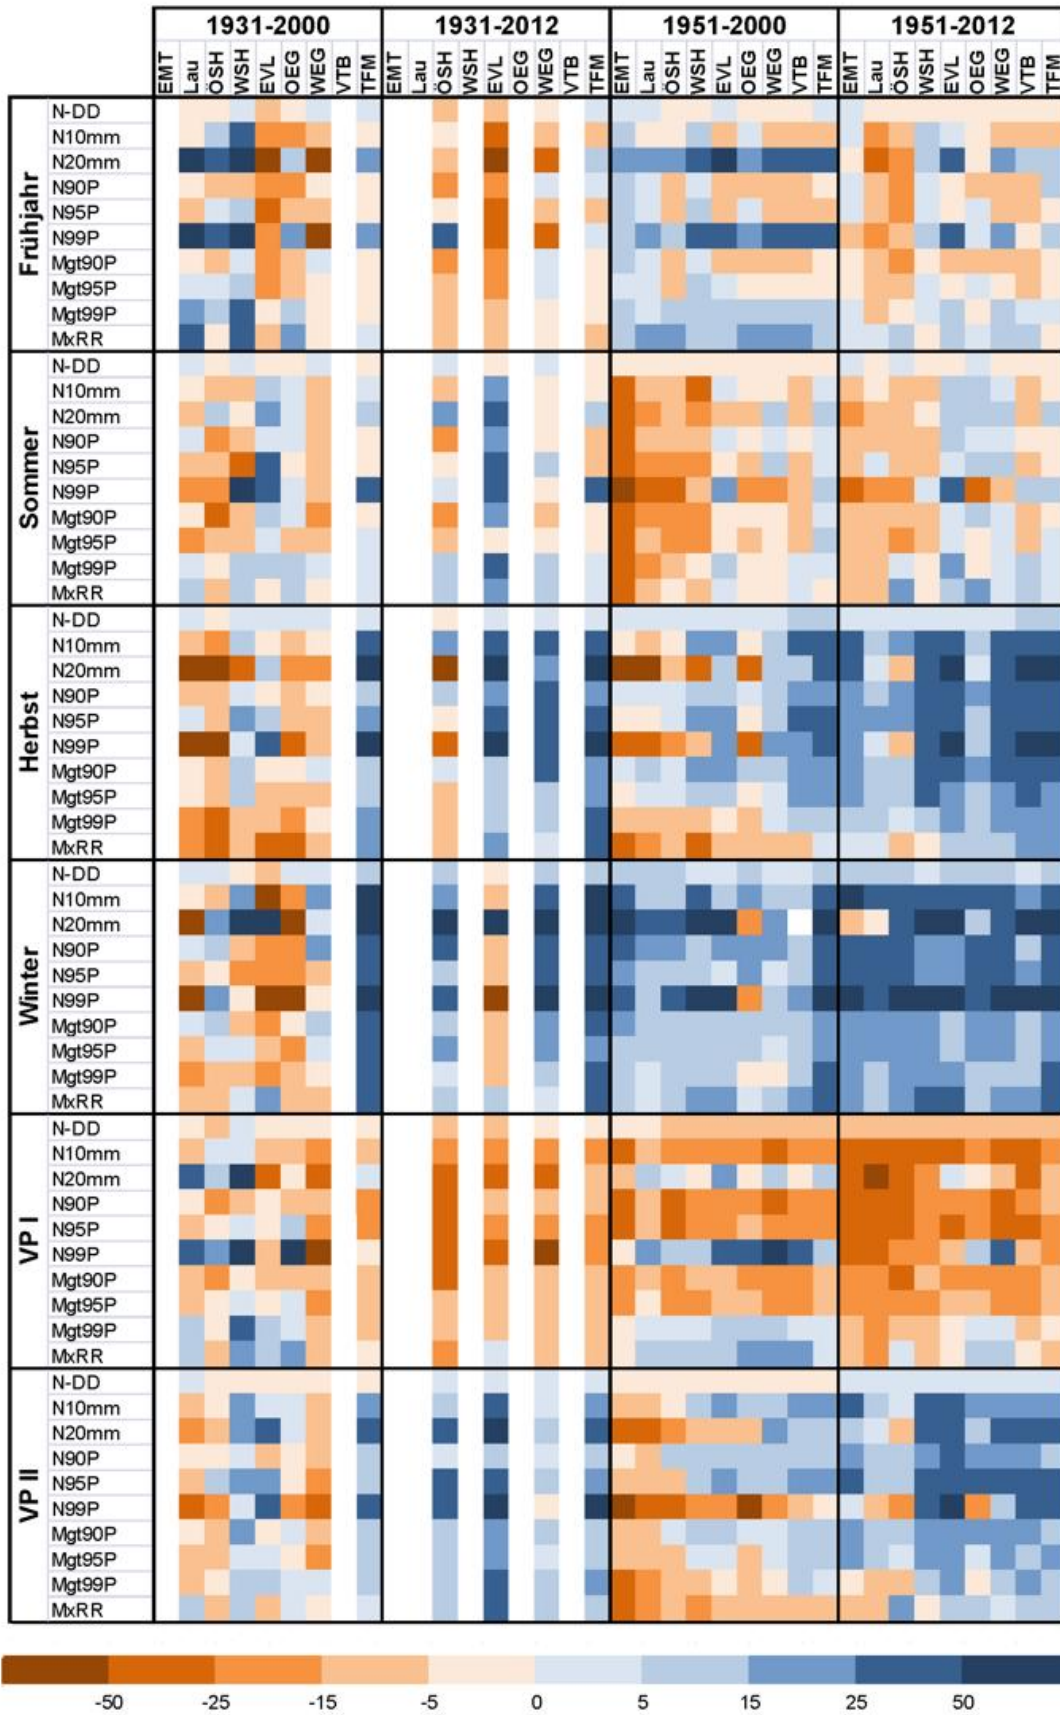 1931-2000 1931-2012 1951-2000 1951-2012
EMT Lau ÖSH WSH EVL OEG WEG VTB TFM EMT Lau ÖSH WSH EVL OEG WEG VTB TFM EMT Lau ÖSH WSH EVL OEG WEG VTB TFM EMT Lau ÖSH WSH EVL OEG WEG VTB TFM
Frühjahr
N-DD
N10mm
N20mm
N90P
N95P
N99P
Mgt90P
Mgt95P
Mgt99P
MxRR
Sommer
N-DD
N10mm
N20mm
N90P
N95P
N99P
Mgt90P
Mgt95P
Mgt99P
MxRR
Herbst
N-DD
N10mm
N20mm
N90P
N95P
N99P
Mgt90P
Mgt95P
Mgt99P
MxRR
Winter
N-DD
N10mm
N20mm
N90P
N95P
N99P
Mgt90P
Mgt95P
Mgt99P
MxRR
VP I
N-DD
N10mm
N20mm
N90P
N95P
N99P
Mgt90P
Mgt95P
Mgt99P
MxRR
VP II
N-DD
N10mm
N20mm
N90P
N95P
N99P
Mgt90P
Mgt95P
Mgt99P
MxRR
-50 -25 -15 -5 0 5 15 25 50